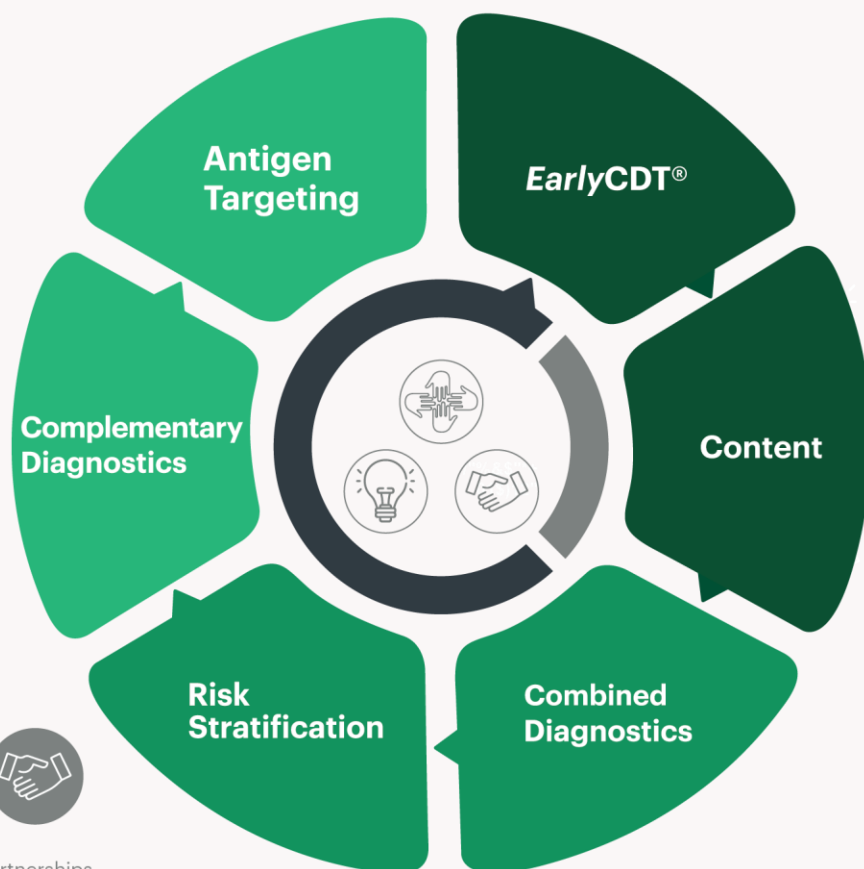 Antigen
Targeting
EarlyCDT®
Complementary
Diagnostics
Content
Risk
Stratification
Combined
Diagnostics